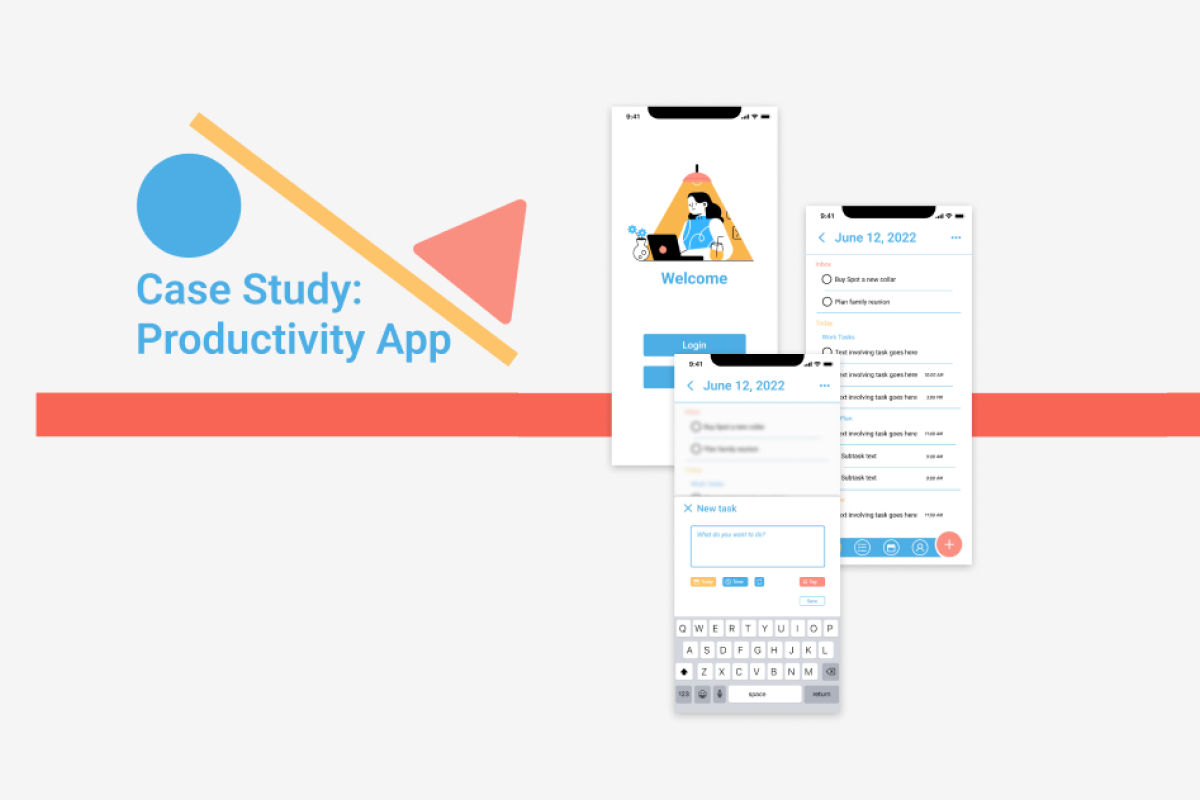 Case Study:
Productivity App
9:41
Welcome
Login
9:41
June 12, 2022
Inbox
Buy Spot a new collar
Plan family reunion
Today
Work Tasks
Text involving task goes here
ext involving task goes here 10:00 AM
ext involving task goes here 2:00 PM
Plan
ext involving task goes here 11:00 AM
Subtask text 9:00 AM
Subtask text 9:00 AM
ext involving task goes here 11:00 AM
9:41
June 12, 2022
Inbox
Buy Spot a new collar
Plan family reunion
Today
Work Tasks
New task
What do you want to do?
Today
Time
Tag
Save
Q W E R T Y U I O P
A S D F G H J K L
Z X C V B N M
123 space return